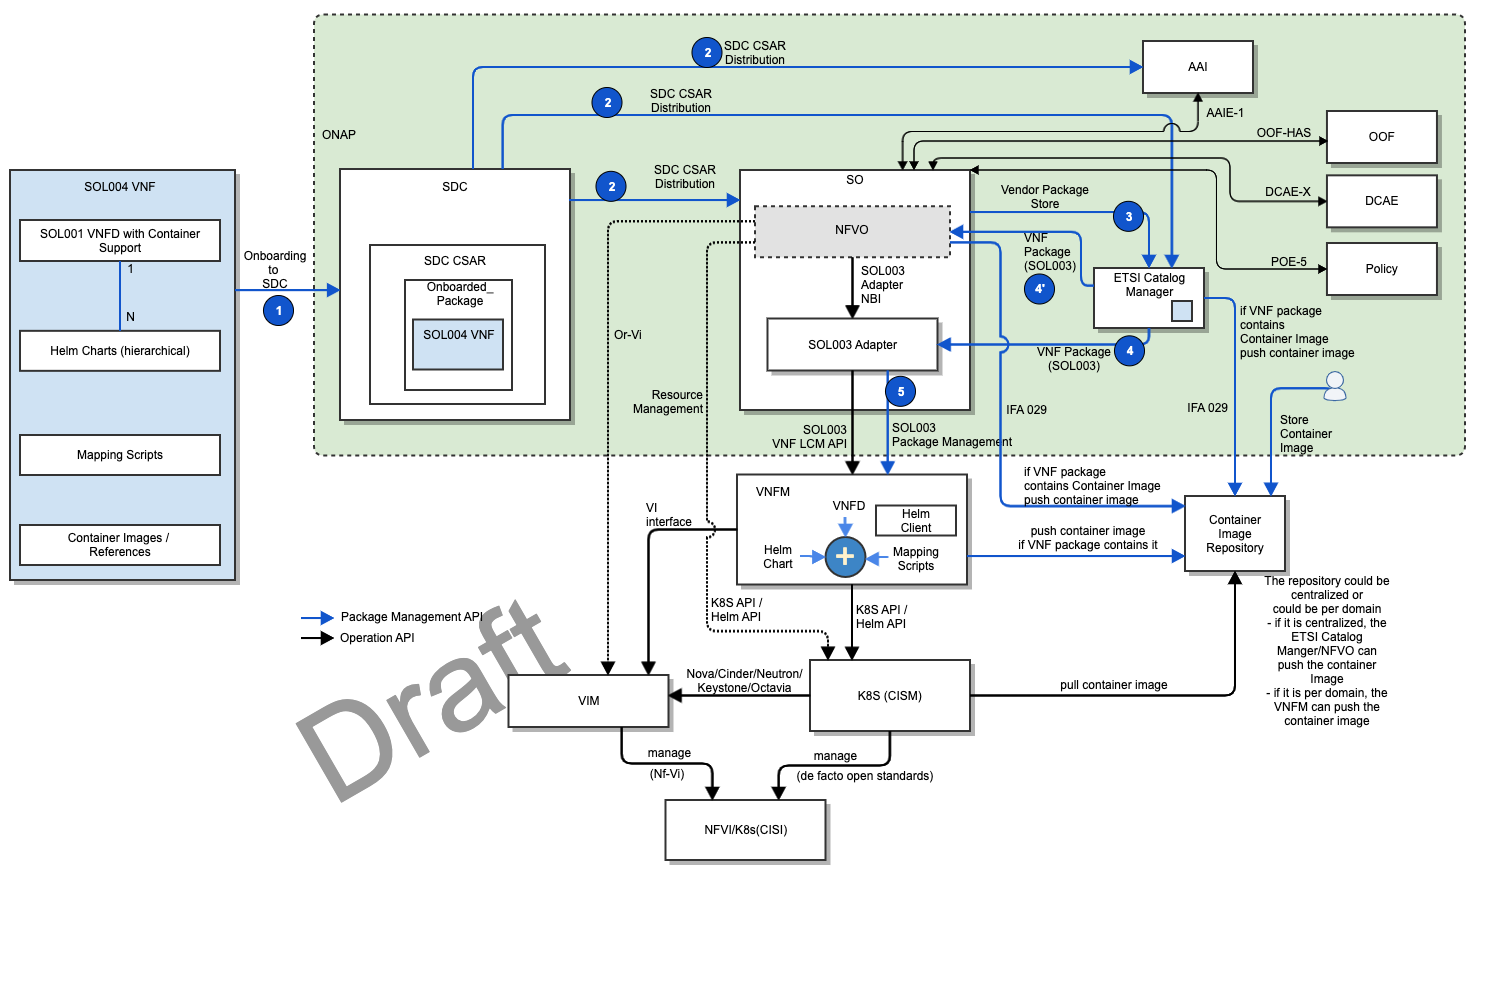 SOL004 VNF
SOL001 VNFD with Container
Support
1
N
Helm Charts (hierarchical)
Mapping Scripts
Container Images /
References
Onboarding
to
SDC
1
ONAP
2
SDC CSAR
Distribution
2
SDC CSAR
Distribution
2
SDC CSAR
Distribution
SDC
SDC CSAR
Onboarded_
Package
SOL004 VNF
AAI
AAIE-1
OOF-HAS
OOF
DCAE-X
DCAE
POE-5
Policy
SO
NFVO
SOL003
Adapter
NBI
SOL003 Adapter
Vendor Package
Store
3
VNF
Package
(SOL003)
4'
ETSI Catalog
Manager
VNF Package
(SOL003)
4
5
Or-Vi
Resource
Management
SOL003
VNF LCM API
SOL003
Package Management
IFA 029
IFA 029
if VNF package
contains
Container Image
push container image
Store
Container
Image
if VNF package
contains Container Image
push container image
push container image
if VNF package contains it
VNFM
VNFD
Helm
Client
Helm
Chart
+
Mapping
Scripts
VI
interface
Container
Image
Repository
The repository could be
centralized or
could be per domain
- if it is centralized, the
ETSI Catalog
Manger/NFVO can
push the container
Image
- if it is per domain, the
VNFM can push the
container image
Package Management API
Operation API
Draft
K8S API /
Helm API
K8S API /
Helm API
VIM
Nova/Cinder/Neutron/
Keystone/Octavia
K8S (CISM)
pull container image
manage
(Nf-Vi)
manage
(de facto open standards)
NFVI/K8s(CISI)